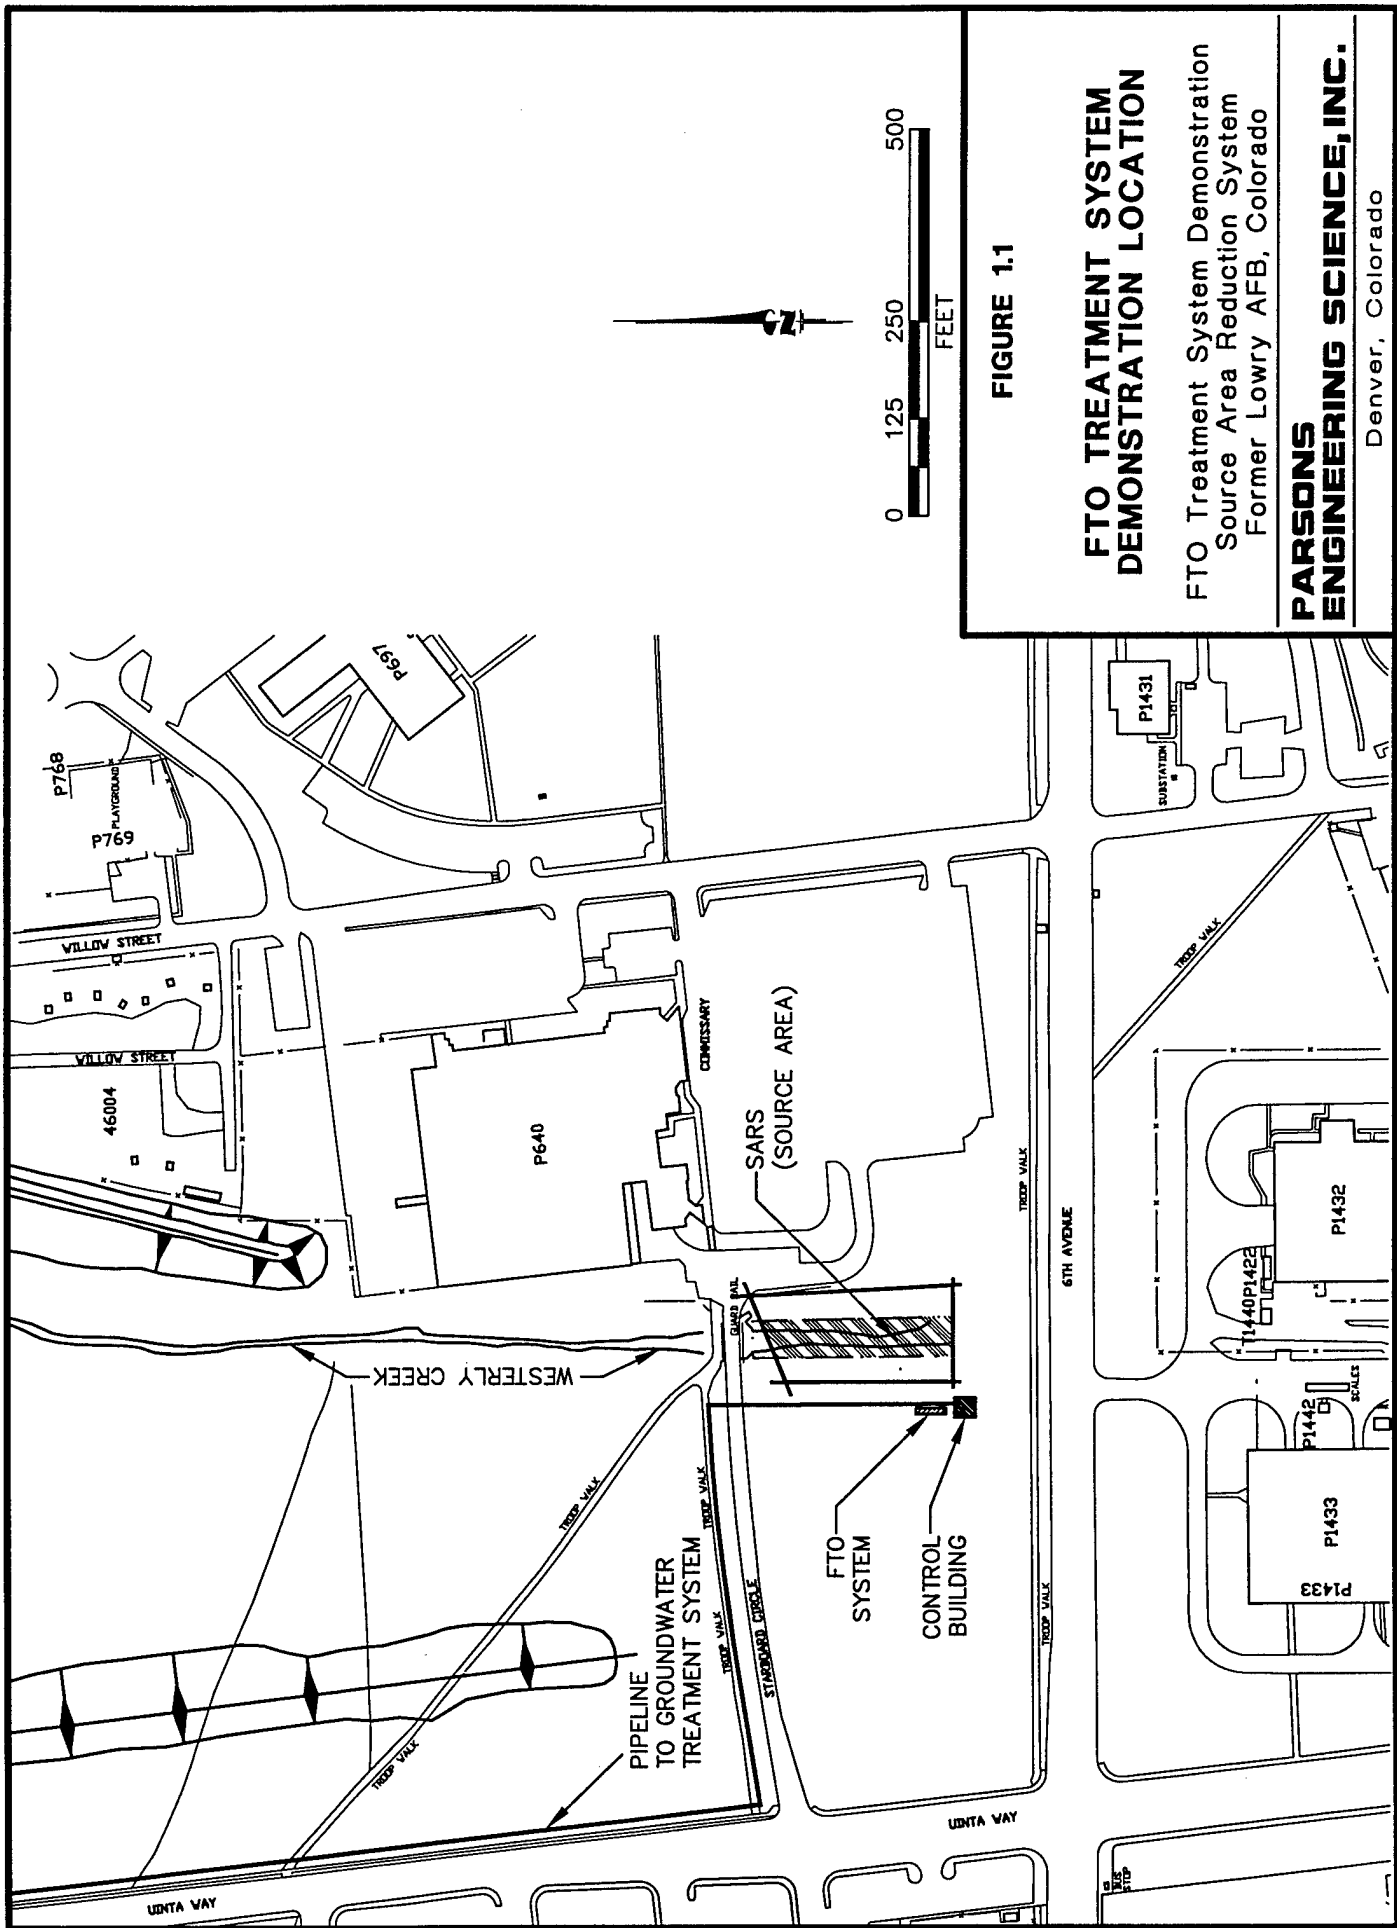 UINTA WAY
PIPELINE
TO GROUNDWATER
TREATMENT SYSTEM
TROOP WALK
TROOP WALK
TROOP WALK
TROOP WALK
STARBOARD CIRCLE
UINTA WAY
BUS
STOP
WESTERLY CREEK
FTO
SYSTEM
CONTROL
BUILDING
TROOP WALK
TROOP WALK
6TH AVENUE
P1433
P1433
P1442
SCALES
T1440
P1422
P1432
GUARD RAIL
SARS
(SOURCE AREA)
COMMISSARY
P640
46004
WILLOW STREET
WILLOW STREET
P769
PLAYGROUND
P768
P697
TROOP WALK
SUBSTATION
P1431
N
0 125 250 500
FEET
FIGURE 1.1
FTO TREATMENT SYSTEM
DEMONSTRATION LOCATION
FTO Treatment System Demonstration
Source Area Reduction System
Former Lowry AFB, Colorado
PARSONS
ENGINEERING SCIENCE, INC.
Denver, Colorado